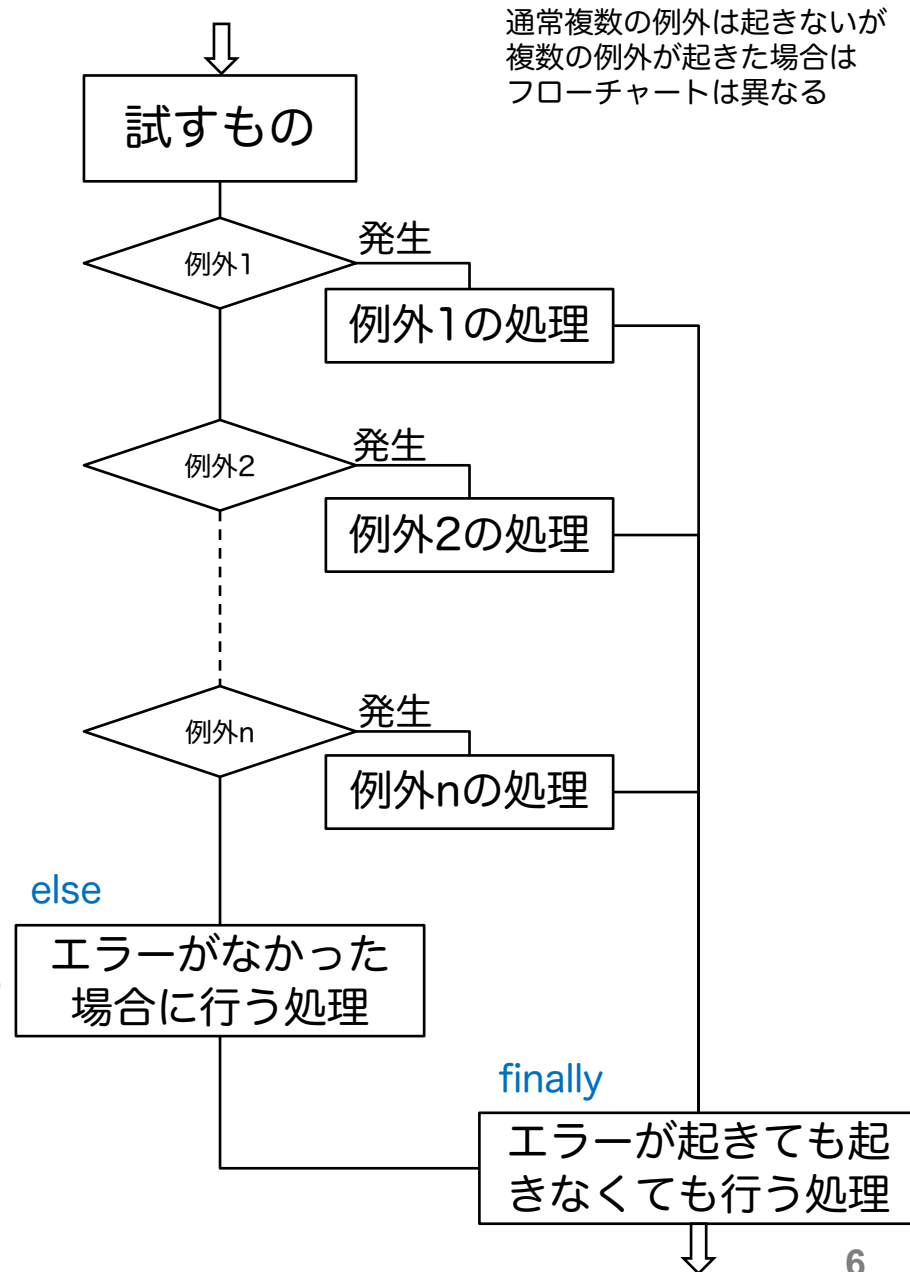 通常複数の例外は起きないが
複数の例外が起きた場合は
フローチャートは異なる
試すもの
例外1
発生
例外1の処理
例外2
発生
例外2の処理
例外n
発生
例外nの処理
else
エラーがなかった
場合に行う処理
finally
エラーが起きても起
きなくても行う処理
6